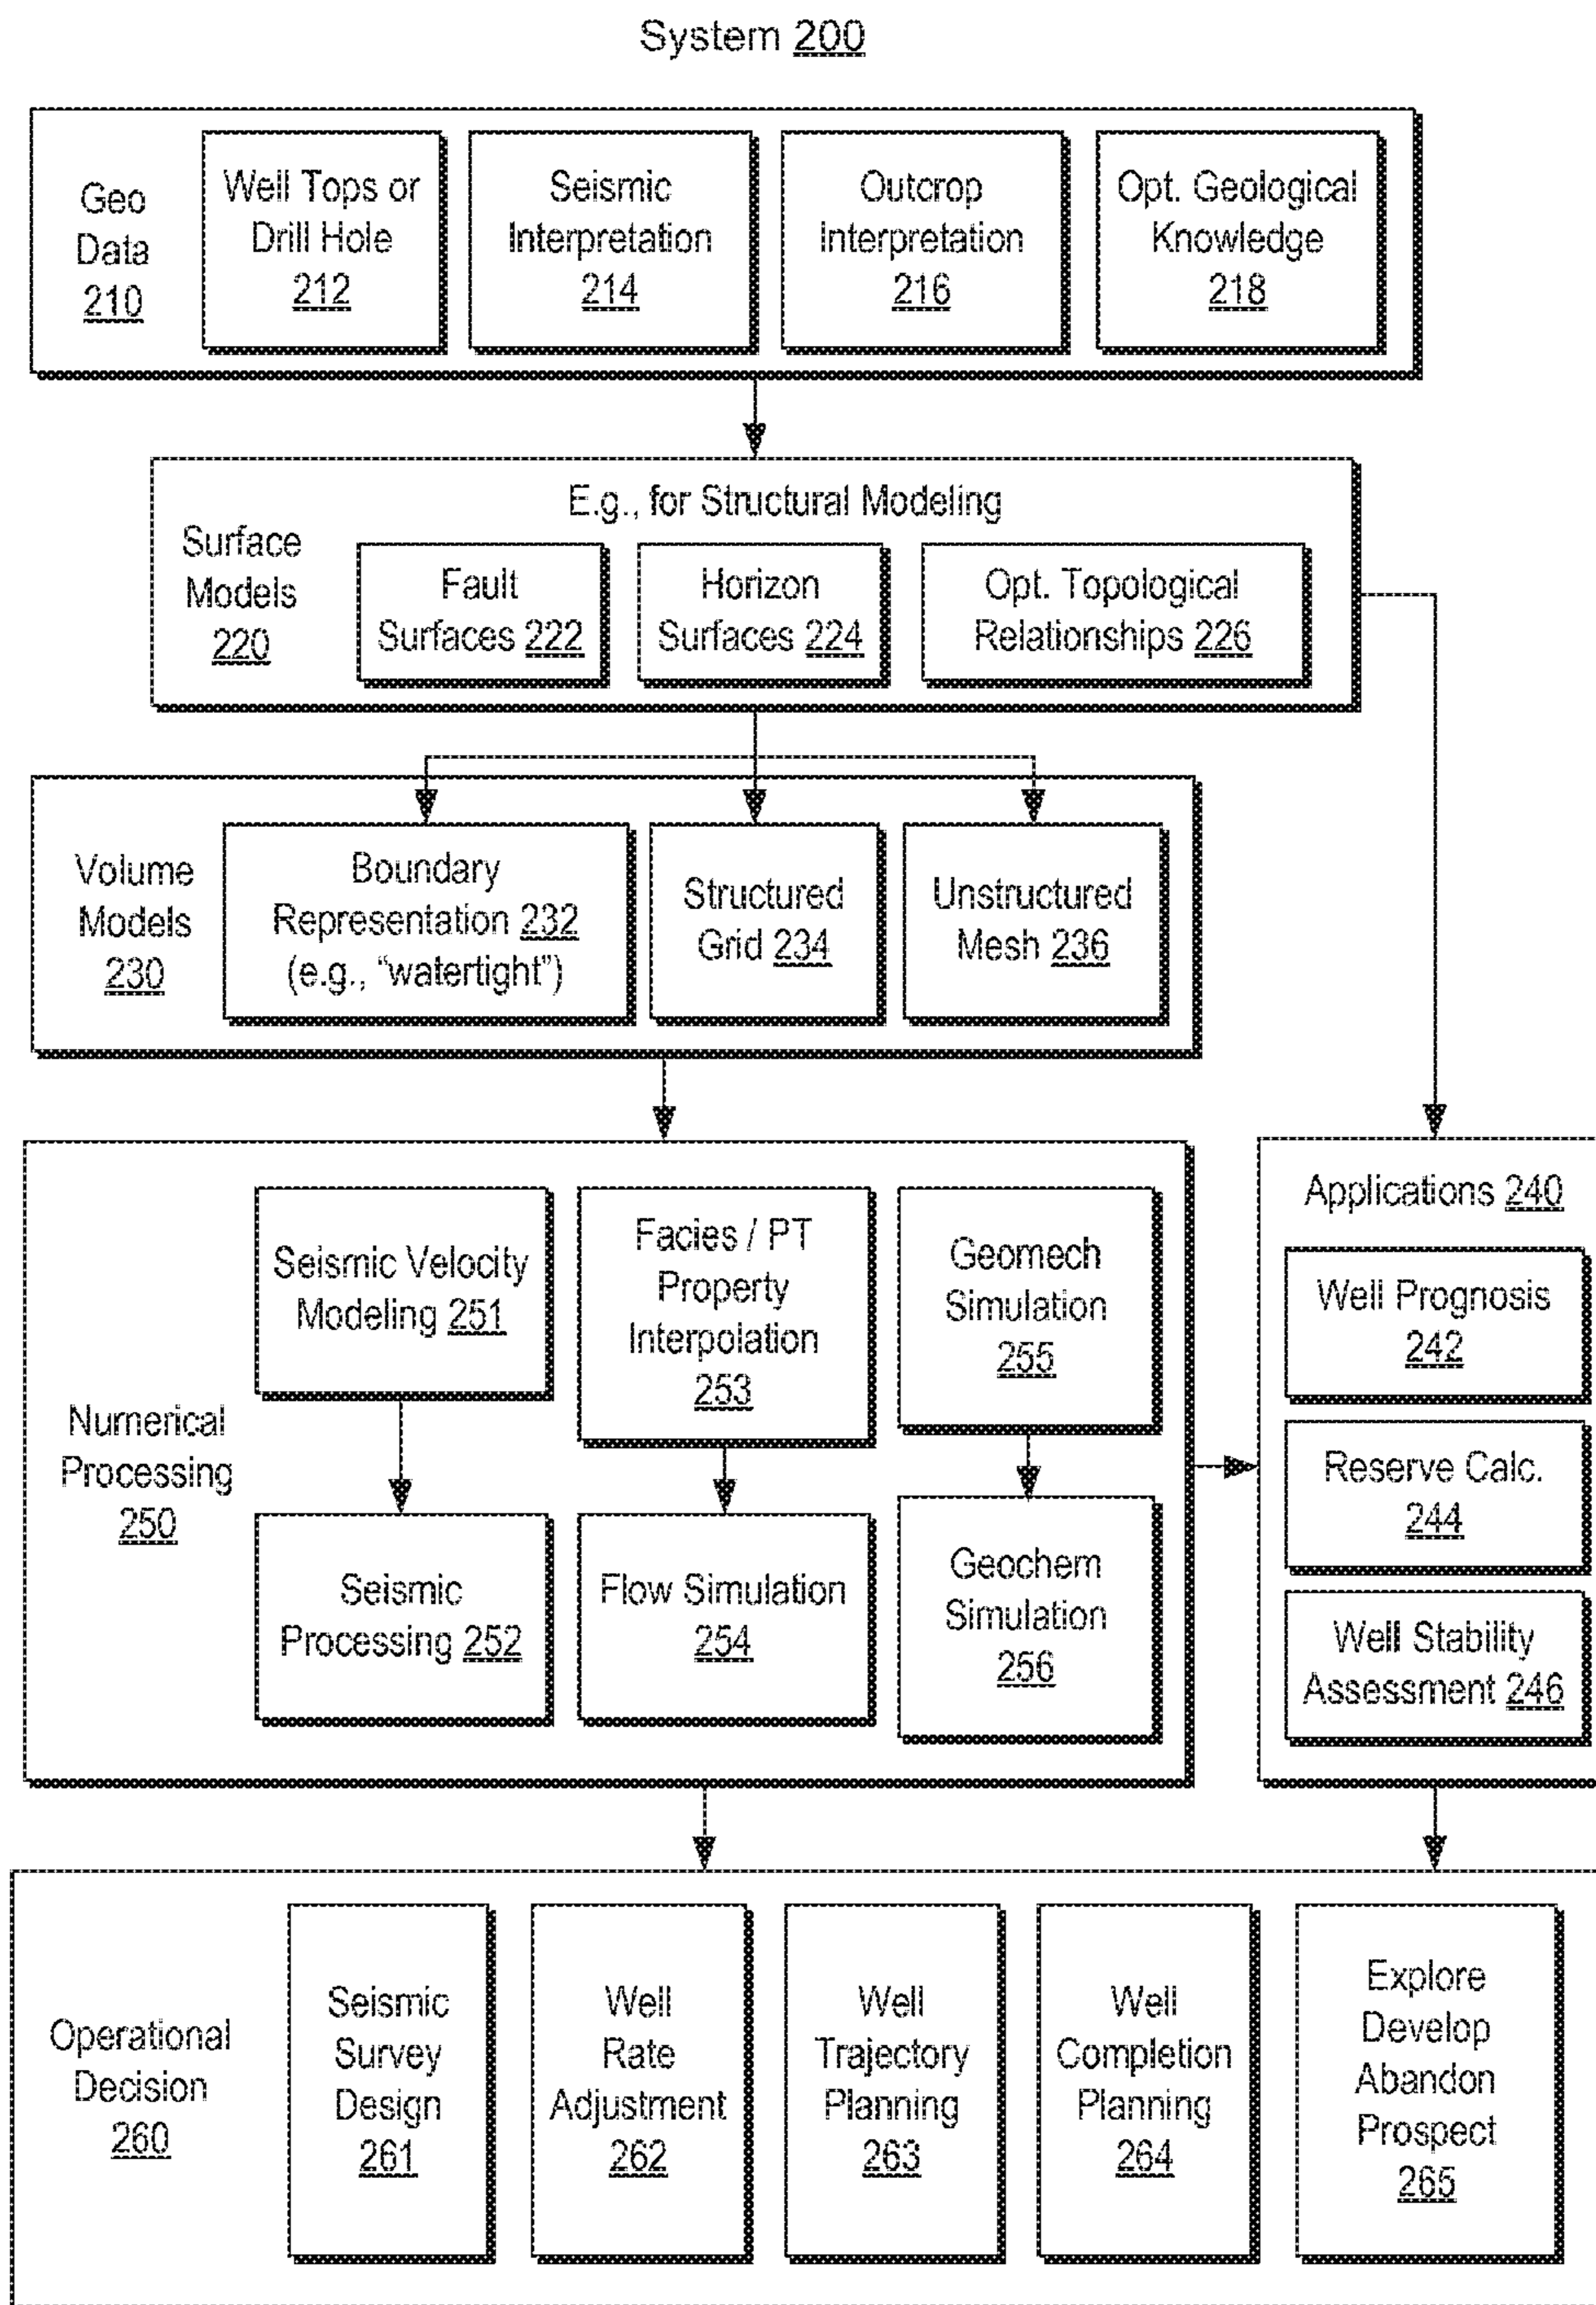 System 200
Geo
Data
210
Well Tops or
Drill Hole
212
Seismic
Interpretation
214
Outcrop
Interpretation
216
Opt. Geological
Knowledge
218
E.g., for Structural Modeling
Surface
Models
220
Fault
Surfaces 222
Horizon
Surfaces 224
Opt. Topological
Relationships 226
Volume
Models
230
Boundary
Representation 232
(e.g., “watertight”)
Structured
Grid 234
Unstructured
Mesh 236
Numerical
Processing
250
Seismic Velocity
Modeling 251
Facies / PT
Property
Interpolation
253
Geomech
Simulation
255
Seismic
Processing 252
Flow Simulation
254
Geochem
Simulation
256
Applications 240
Well Prognosis
242
Reserve Calc.
244
Well Stability
Assessment 246
Operational
Decision
260
Seismic
Survey
Design
261
Well
Rate
Adjustment
262
Well
Trajectory
Planning
263
Well
Completion
Planning
264
Explore
Develop
Abandon
Prospect
265